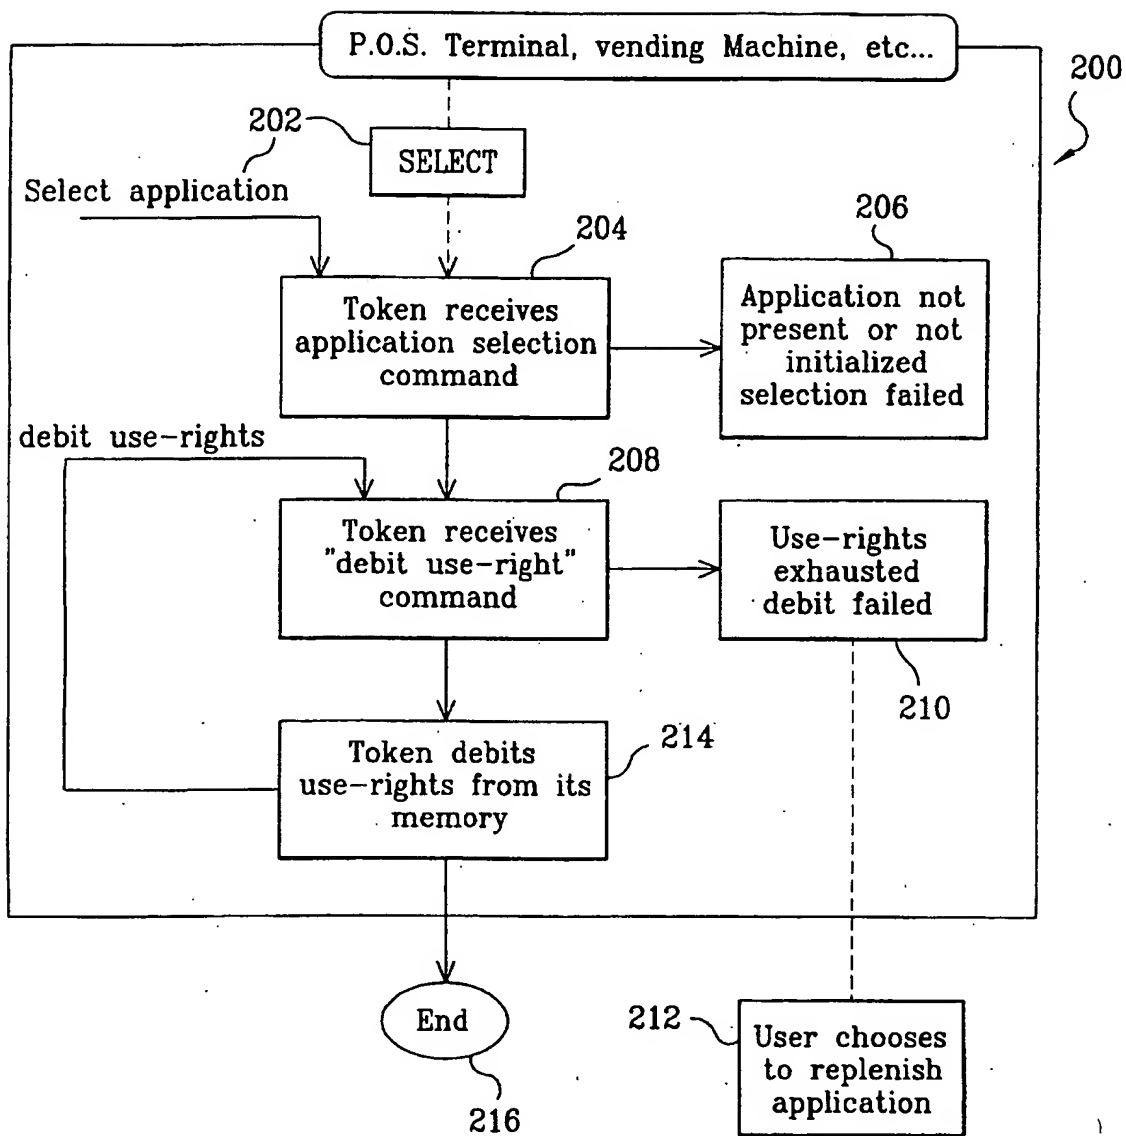 P.O.S. Terminal, vending Machine, etc...
200
202
SELECT
Select application
204
206
Token receives
application selection
command
Application not
present or not
initialized
selection failed
debit use-rights
208
Token receives
"debit use-right"
command
Use-rights
exhausted
debit failed
210
214
Token debits
use-rights from its
memory
End
216
212
User chooses
to replenish
application